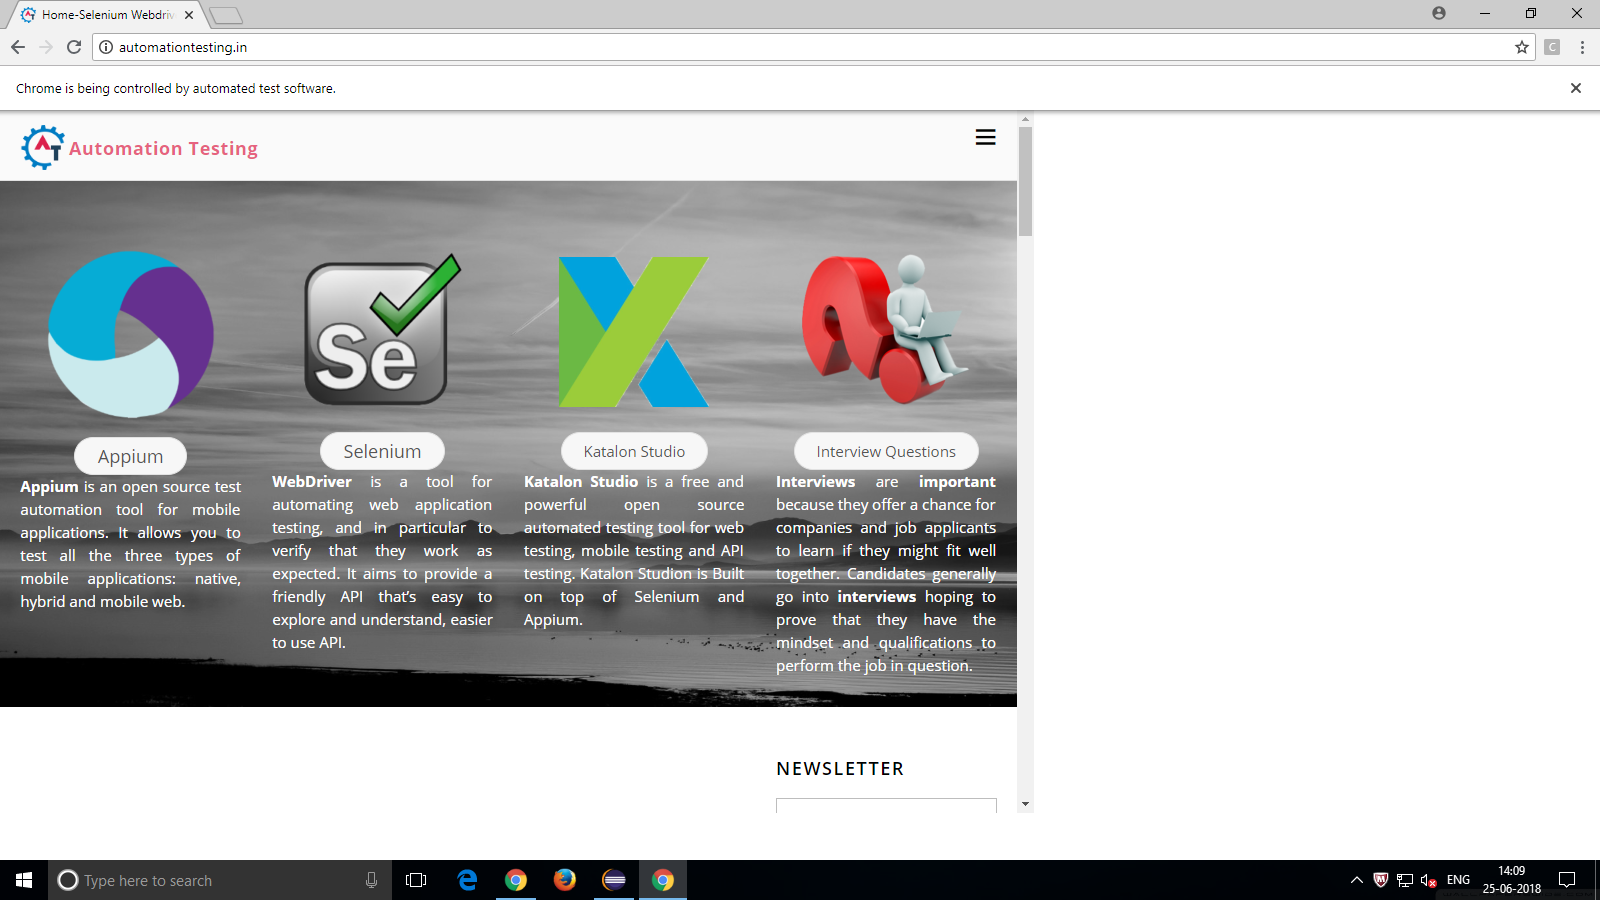 Home-Selenium Webdriv
automationtesting.in
C
Chrome is being controlled by automated test software.
AT Automation Testing
Se
Appium
Appium is an open source test
automation tool for mobile
applications. It allows you to
test all the three types of
mobile applications: native,
hybrid and mobile web.
Selenium
WebDriver is a tool for
automating web application
testing, and in particular to
verify that they work as
expected. It aims to provide a
friendly API that’s easy to
explore and understand, easier
to use API.
Katalon Studio
Katalon Studio is a free and
powerful open source
automated testing tool for web
testing, mobile testing and API
testing. Katalon Studion is Built
on top of Selenium and
Appium.
Interview Questions
Interviews are important
because they offer a chance for
companies and job applicants
to learn if they might fit well
together. Candidates generally
go into interviews hoping to
prove that they have the
mindset and qualifications to
perform the job in question.
NEWSLETTER
Type here to search
ENG
14:09
25-06-2018